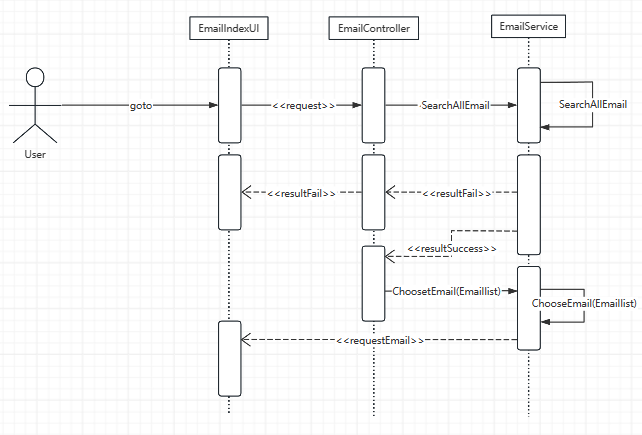 EmailIndexUI
EmailController
EmailService
goto
<<request>>
SearchAllEmail
SearchAllEmail
User
<<resultFail>>
<<resultFail>>
<<resultSuccess>>
ChoosetEmail(Emaillist)
ChooseEmail(Emaillist)
<<requestEmail>>